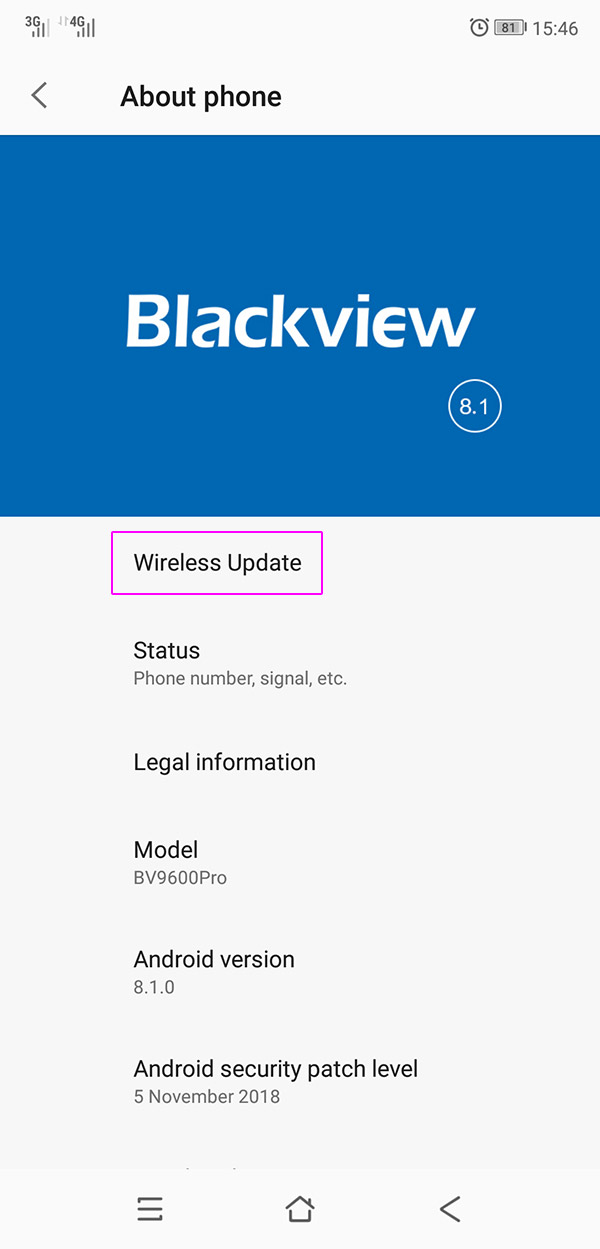 3G 4G 81 15:46
About phone
Blackview
8.1
Wireless Update
Status
Phone number, signal, etc.
Legal information
Model
BV9600Pro
Android version
8.1.0
Android security patch level
5 November 2018